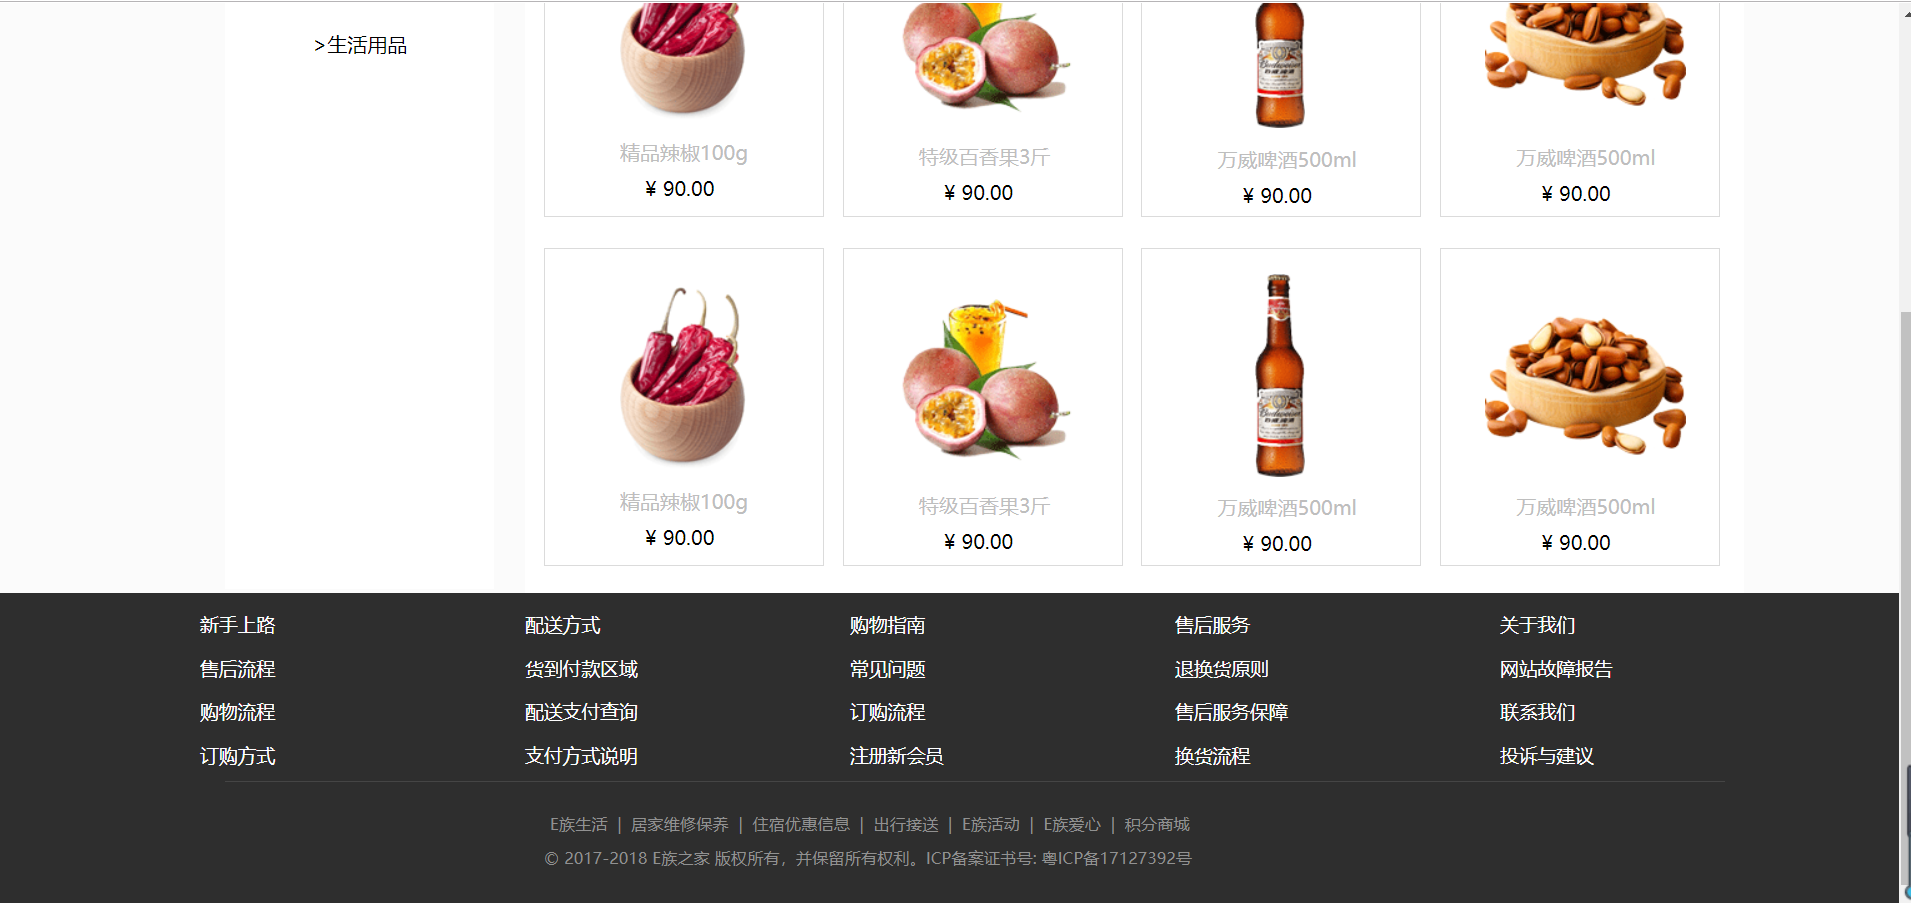 >生活用品
精品辣椒100g
¥ 90.00
特级百香果3斤
¥ 90.00
万威啤酒500ml
¥ 90.00
万威啤酒500ml
¥ 90.00
Budweiser
精品辣椒100g
¥ 90.00
特级百香果3斤
¥ 90.00
万威啤酒500ml
¥ 90.00
万威啤酒500ml
¥ 90.00
新手上路
售后流程
购物流程
订购方式
配送方式
货到付款区域
配送支付查询
支付方式说明
购物指南
常见问题
订购流程
注册新会员
售后服务
退换货原则
售后服务保障
换货流程
关于我们
网站故障报告
联系我们
投诉与建议
E族生活 | 居家维修保养 | 住宿优惠信息 | 出行接送 | E族活动 | E族爱心 | 积分商城
© 2017-2018 E族之家 版权所有，并保留所有权利。ICP备案证书号: 粤ICP备17127392号